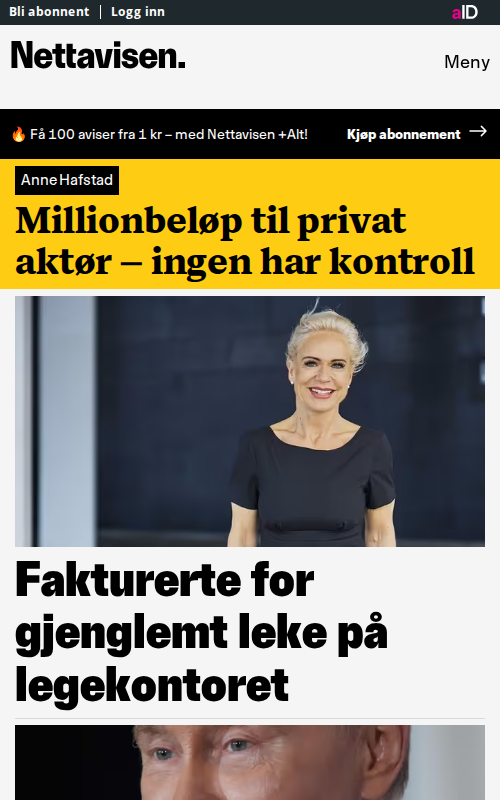 Bli abonnent | Logg inn
aID
Nettavisen.
Meny
🔥 Få 100 aviser fra 1 kr – med Nettavisen +Alt!
Kjøp abonnement →
Anne Hafstad
Millionbeløp til privat
aktør – ingen har kontroll
Fakturerte for
gjenglemt leke på
legekontoret